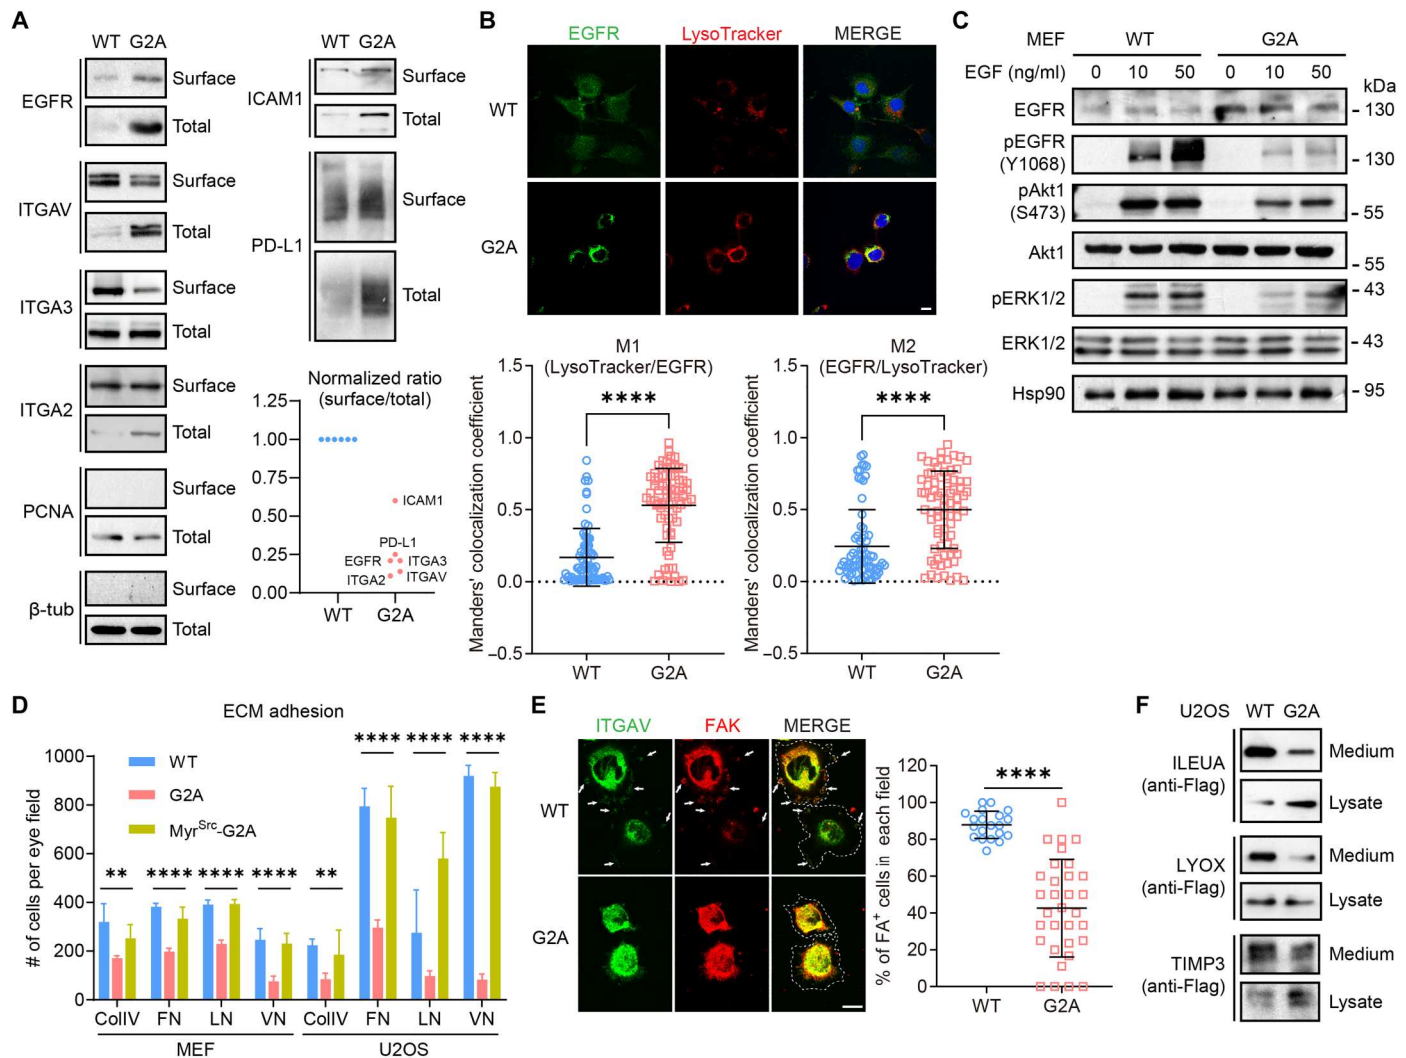 A
WT G2A
EGFR
Surface
Total
ITGAV
Surface
Total
ITGA3
Surface
Total
ITGA2
Surface
Total
PCNA
Surface
Total
β-tub
Surface
Total
WT G2A
ICAM1
Surface
Total
PD-L1
Surface
Total
Normalized ratio
(surface/total)
1.25
1.00
0.75
0.50
0.25
0.00
ICAM1
PD-L1
EGFR
ITGA3
ITGA2
ITGAV
WT
G2A
B
EGFR
LysoTracker
MERGE
WT
G2A
M1
(LysoTracker/EGFR)
Manders' colocalization coefficient
1.5
1.0
0.5
0.0
–0.5
****
WT
G2A
M2
(EGFR/LysoTracker)
Manders' colocalization coefficient
1.5
1.0
0.5
0.0
–0.5
****
WT
G2A
C
MEF
WT
G2A
EGF (ng/ml)
0 10 50 0 10 50
kDa
EGFR
- 130
pEGFR
(Y1068)
- 130
pAkt1
(S473)
- 55
Akt1
- 55
pERK1/2
- 43
ERK1/2
- 43
Hsp90
- 95
D
ECM adhesion
# of cells per eye field
1000
800
600
400
200
0
WT
G2A
MyrSrc-G2A
** **** **** **** ** **** **** ****
ColIV FN LN VN ColIV FN LN VN
MEF
U2OS
E
ITGAV
FAK
MERGE
WT
G2A
% of FA+ cells in each field
120
100
80
60
40
20
0
****
WT
G2A
F
U2OS WT G2A
ILEUA
(anti-Flag)
Medium
Lysate
LYOX
(anti-Flag)
Medium
Lysate
TIMP3
(anti-Flag)
Medium
Lysate